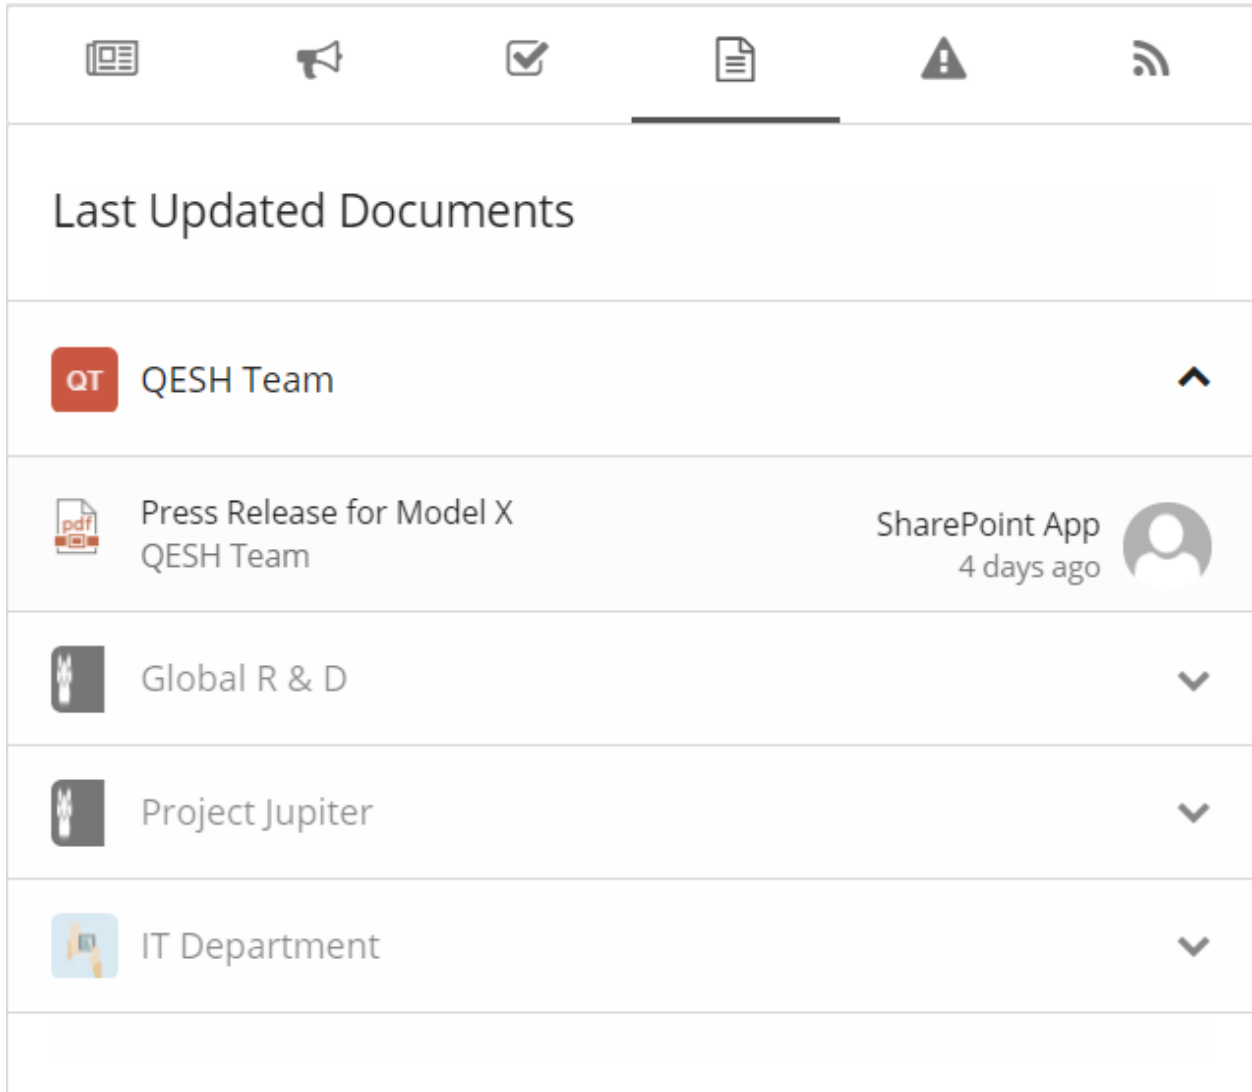 Last Updated Documents
QT QESH Team
pdf
Press Release for Model X
QESH Team
SharePoint App
4 days ago
Global R & D
Project Jupiter
IT Department